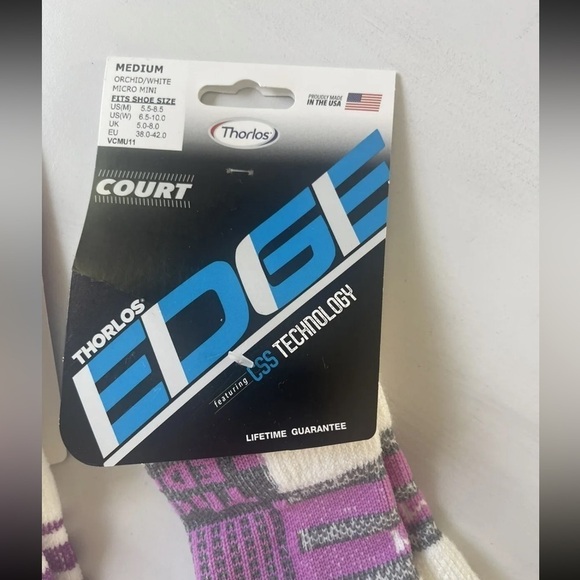 MEDIUM
ORCHID/WHITE
MICRO MINI
FITS SHOE SIZE
US(M) 5.5-8.5
US(W) 6.5-10.0
UK 5.0-8.0
EU 38.0-42.0
VCMU11
PROUDLY MADE
IN THE USA
Thorlos®
COURT
THORLOS®
EDGE
featuring CSS TECHNOLOGY
LIFETIME GUARANTEE